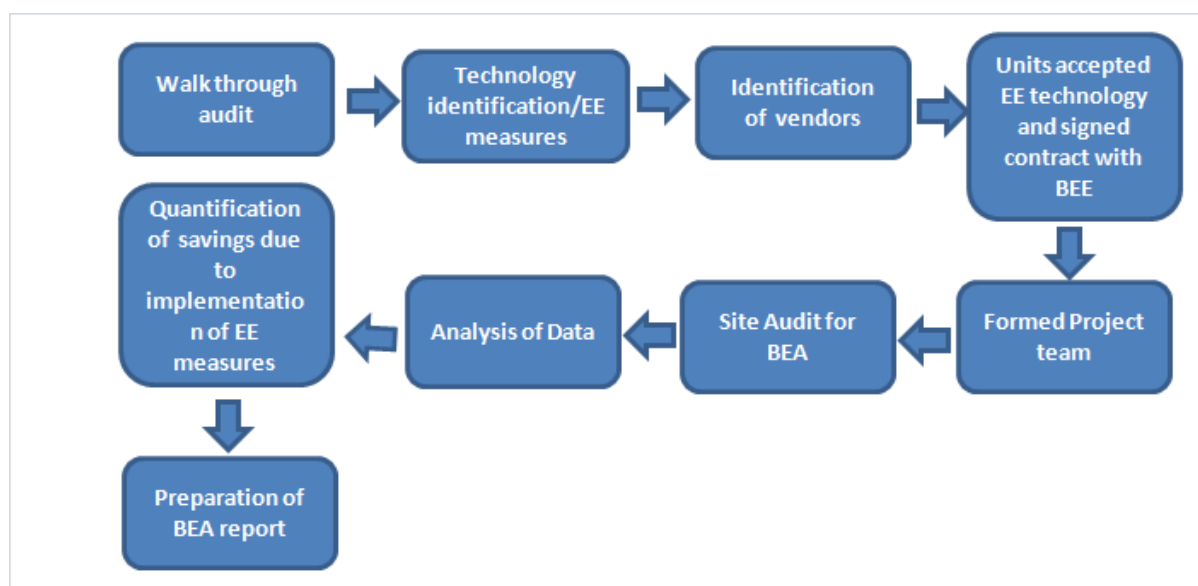 Walk through
audit
Technology
identification/EE
measures
Identification
of vendors
Units accepted
EE technology
and signed
contract with
BEE
Formed Project
team
Site Audit for
BEA
Analysis of Data
Quantification
of savings due
to
implementatio
n of EE
measures
Preparation of
BEA report